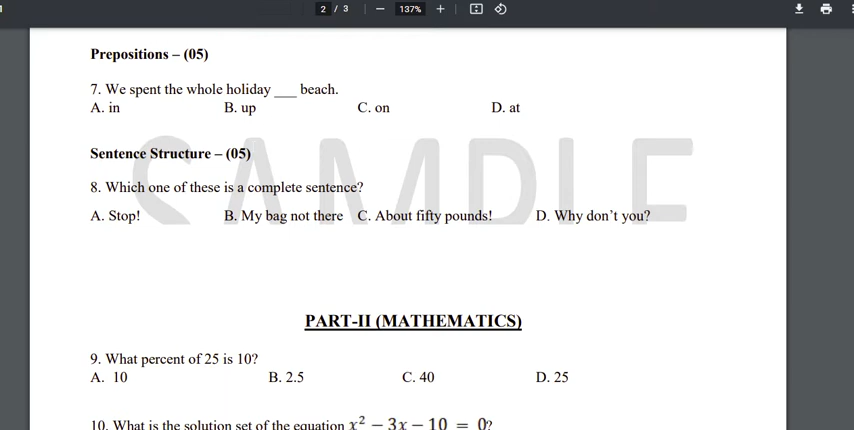 2 / 3 — 137% +
Prepositions – (05)
7. We spent the whole holiday ___ beach.
A. in B. up C. on D. at
SAMPLE
Sentence Structure – (05)
8. Which one of these is a complete sentence?
A. Stop! B. My bag not there C. About fifty pounds! D. Why don’t you?
PART-II (MATHEMATICS)
9. What percent of 25 is 10?
A. 10 B. 2.5 C. 40 D. 25
10. What is the solution set of the equation x² − 3x − 10 = 0?